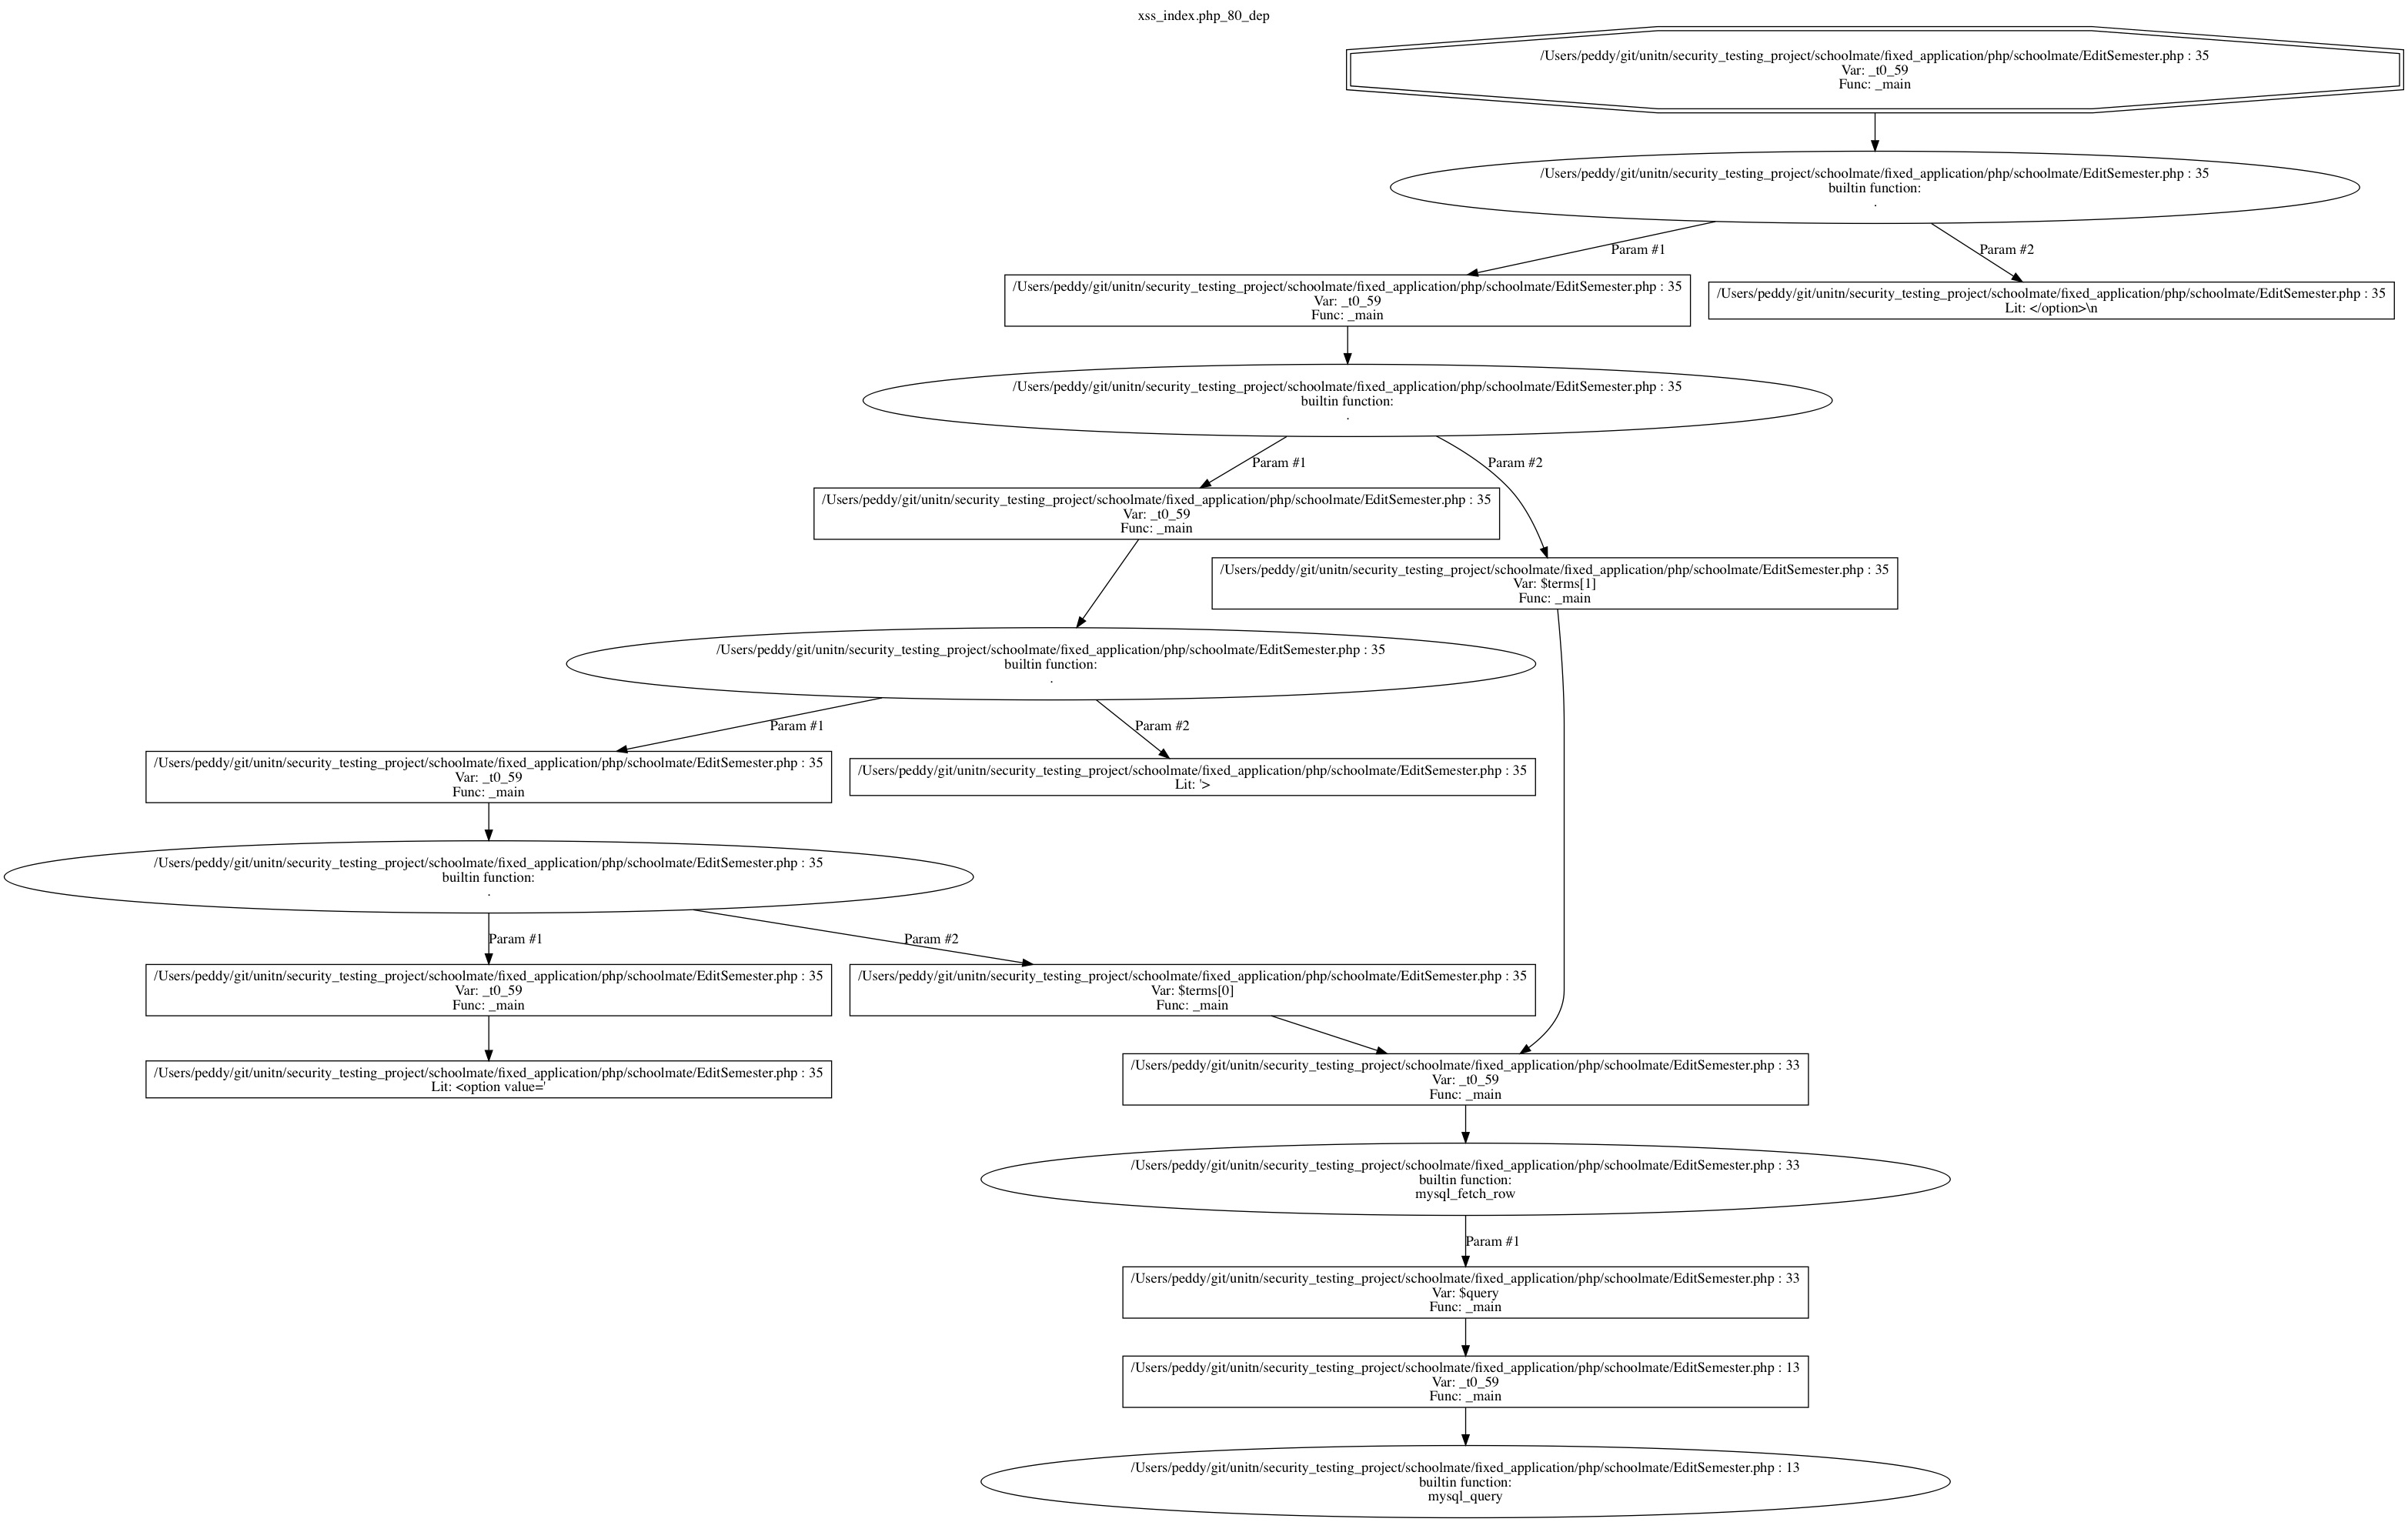 xss_index.php_80_dep
/Users/peddy/git/unitn/security_testing_project/schoolmate/fixed_application/php/schoolmate/EditSemester.php : 35
Var: _t0_59
Func: _main
/Users/peddy/git/unitn/security_testing_project/schoolmate/fixed_application/php/schoolmate/EditSemester.php : 35
builtin function:
.
Param #1
Param #2
/Users/peddy/git/unitn/security_testing_project/schoolmate/fixed_application/php/schoolmate/EditSemester.php : 35
Var: _t0_59
Func: _main
/Users/peddy/git/unitn/security_testing_project/schoolmate/fixed_application/php/schoolmate/EditSemester.php : 35
Lit: </option>\n
/Users/peddy/git/unitn/security_testing_project/schoolmate/fixed_application/php/schoolmate/EditSemester.php : 35
builtin function:
.
Param #1
Param #2
/Users/peddy/git/unitn/security_testing_project/schoolmate/fixed_application/php/schoolmate/EditSemester.php : 35
Var: _t0_59
Func: _main
/Users/peddy/git/unitn/security_testing_project/schoolmate/fixed_application/php/schoolmate/EditSemester.php : 35
Var: $terms[1]
Func: _main
/Users/peddy/git/unitn/security_testing_project/schoolmate/fixed_application/php/schoolmate/EditSemester.php : 35
builtin function:
.
Param #1
Param #2
/Users/peddy/git/unitn/security_testing_project/schoolmate/fixed_application/php/schoolmate/EditSemester.php : 35
Var: _t0_59
Func: _main
/Users/peddy/git/unitn/security_testing_project/schoolmate/fixed_application/php/schoolmate/EditSemester.php : 35
Lit: '>
/Users/peddy/git/unitn/security_testing_project/schoolmate/fixed_application/php/schoolmate/EditSemester.php : 35
builtin function:
.
Param #1
Param #2
/Users/peddy/git/unitn/security_testing_project/schoolmate/fixed_application/php/schoolmate/EditSemester.php : 35
Var: _t0_59
Func: _main
/Users/peddy/git/unitn/security_testing_project/schoolmate/fixed_application/php/schoolmate/EditSemester.php : 35
Var: $terms[0]
Func: _main
/Users/peddy/git/unitn/security_testing_project/schoolmate/fixed_application/php/schoolmate/EditSemester.php : 35
Lit: <option value='
/Users/peddy/git/unitn/security_testing_project/schoolmate/fixed_application/php/schoolmate/EditSemester.php : 33
Var: _t0_59
Func: _main
/Users/peddy/git/unitn/security_testing_project/schoolmate/fixed_application/php/schoolmate/EditSemester.php : 33
builtin function:
mysql_fetch_row
Param #1
/Users/peddy/git/unitn/security_testing_project/schoolmate/fixed_application/php/schoolmate/EditSemester.php : 33
Var: $query
Func: _main
/Users/peddy/git/unitn/security_testing_project/schoolmate/fixed_application/php/schoolmate/EditSemester.php : 13
Var: _t0_59
Func: _main
/Users/peddy/git/unitn/security_testing_project/schoolmate/fixed_application/php/schoolmate/EditSemester.php : 13
builtin function:
mysql_query